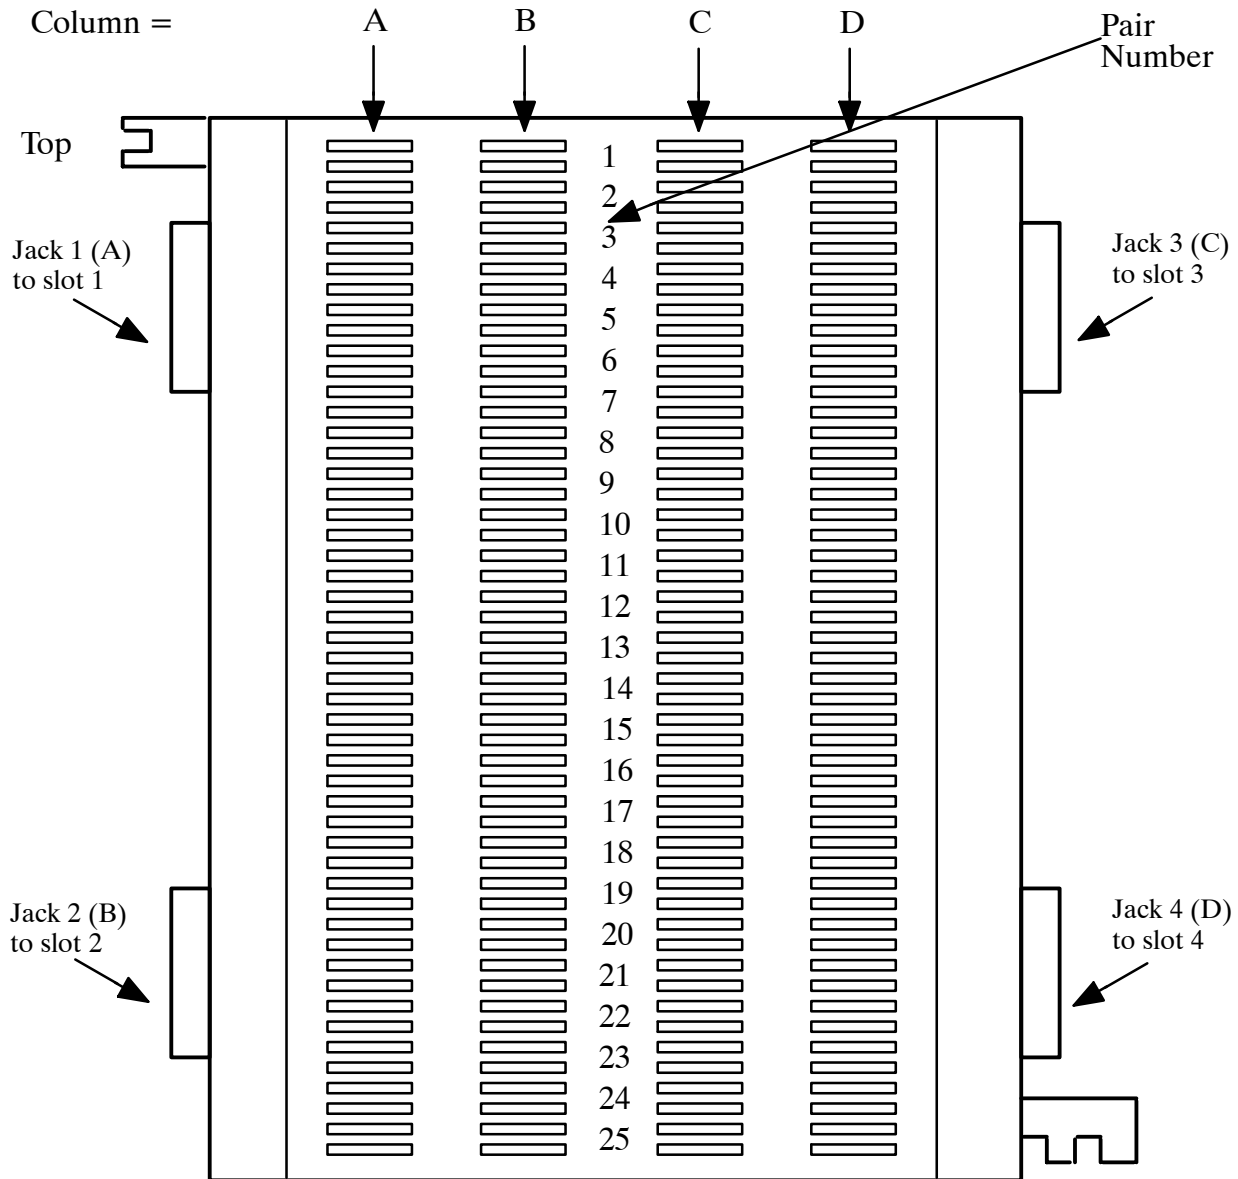 Column = A B C D Pair
Number
Top
1
2
3
Jack 1 (A)
to slot 1
Jack 3 (C)
to slot 3
4
5
6
7
8
9
10
11
12
13
14
15
16
17
18
19
Jack 2 (B)
to slot 2
Jack 4 (D)
to slot 4
20
21
22
23
24
25